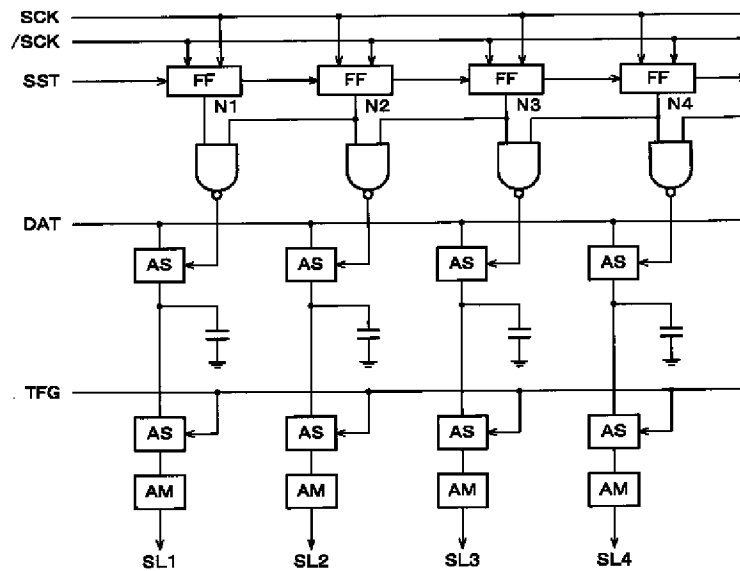 SCK
/SCK
SST FF FF FF FF
N1 N2 N3 N4
DAT
AS AS AS AS
TFG
AS AS AS AS
AM AM AM AM
SL1 SL2 SL3 SL4